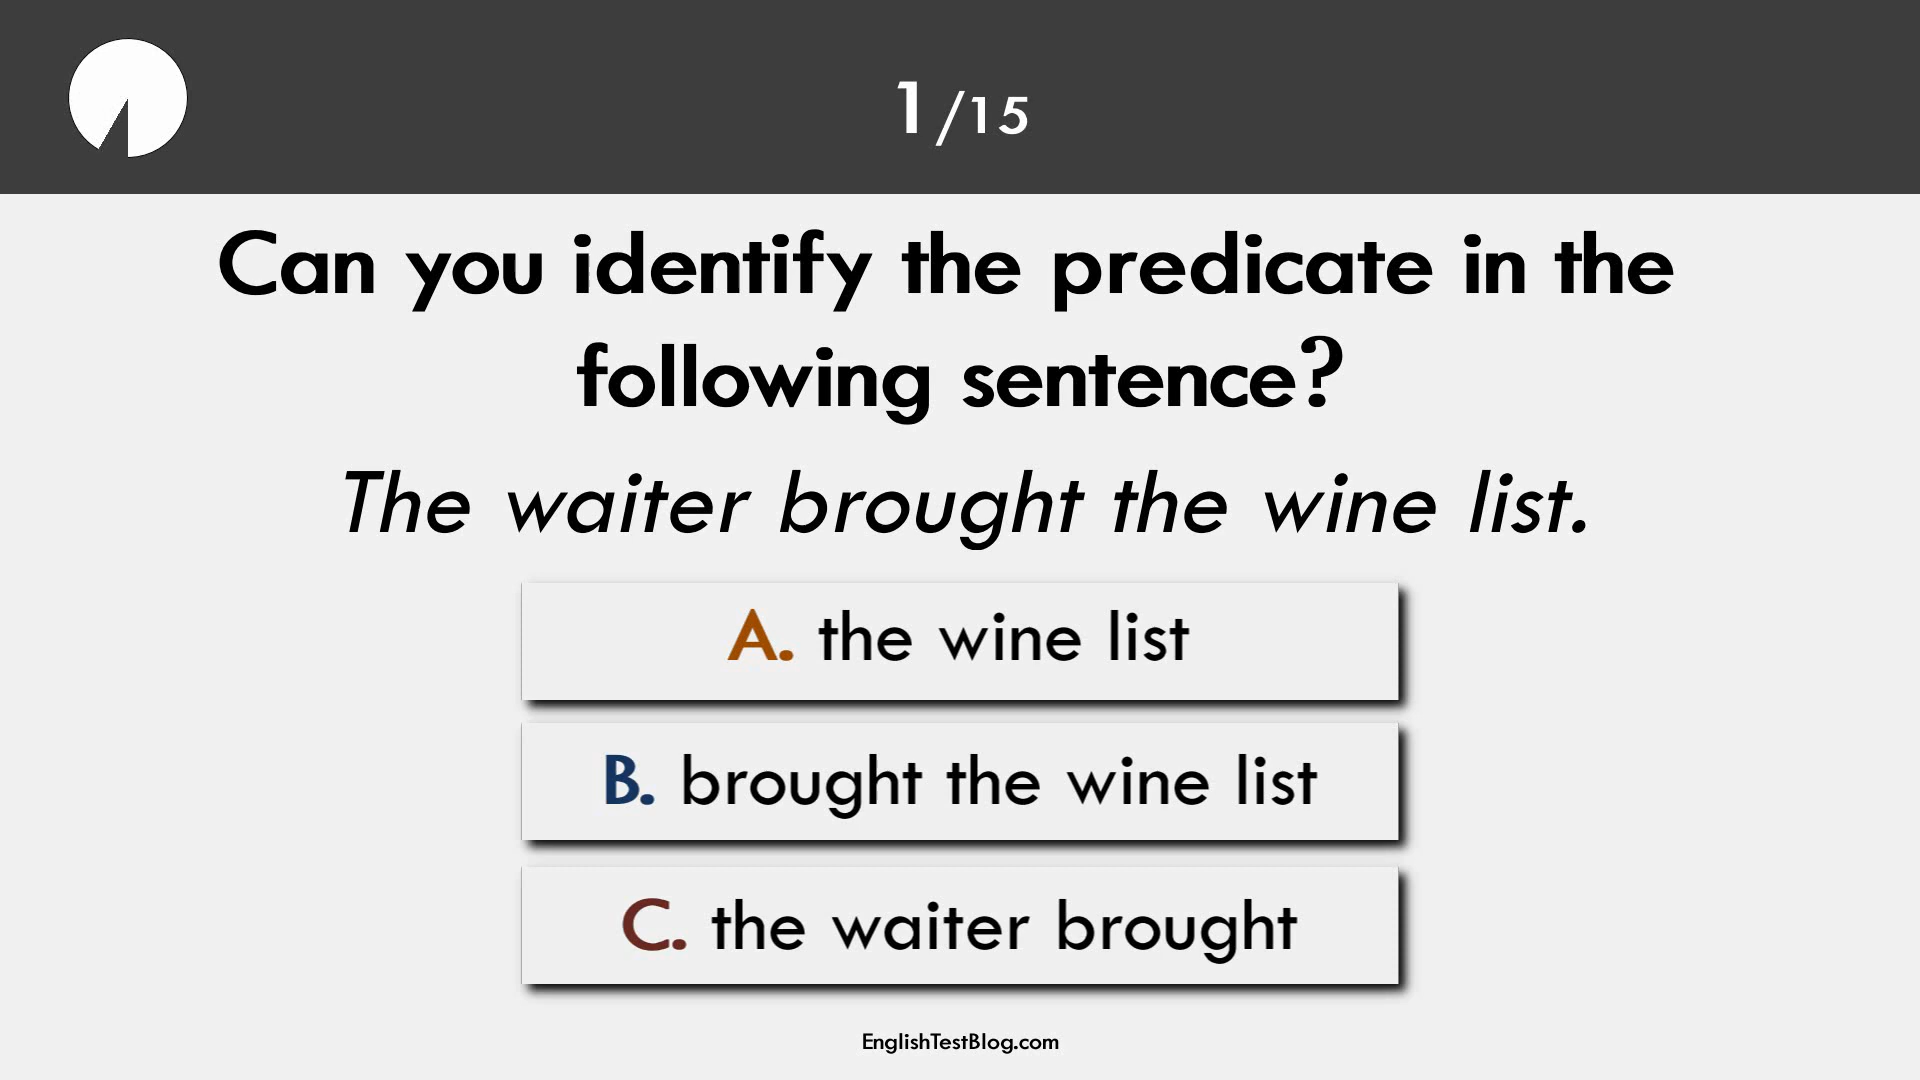 1/15
Can you identify the predicate in the
following sentence?
The waiter brought the wine list.
A. the wine list
B. brought the wine list
C. the waiter brought
EnglishTestBlog.com